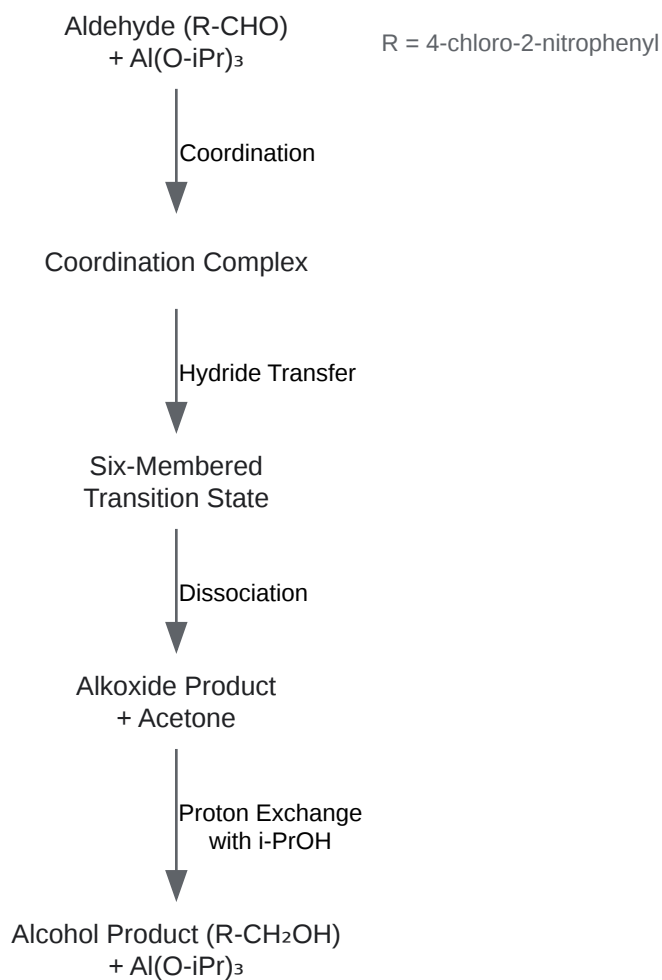 Aldehyde (R-CHO)
+ Al(O-iPr)₃
R = 4-chloro-2-nitrophenyl
Coordination
Coordination Complex
Hydride Transfer
Six-Membered
Transition State
Dissociation
Alkoxide Product
+ Acetone
Proton Exchange
with i-PrOH
Alcohol Product (R-CH₂OH)
+ Al(O-iPr)₃